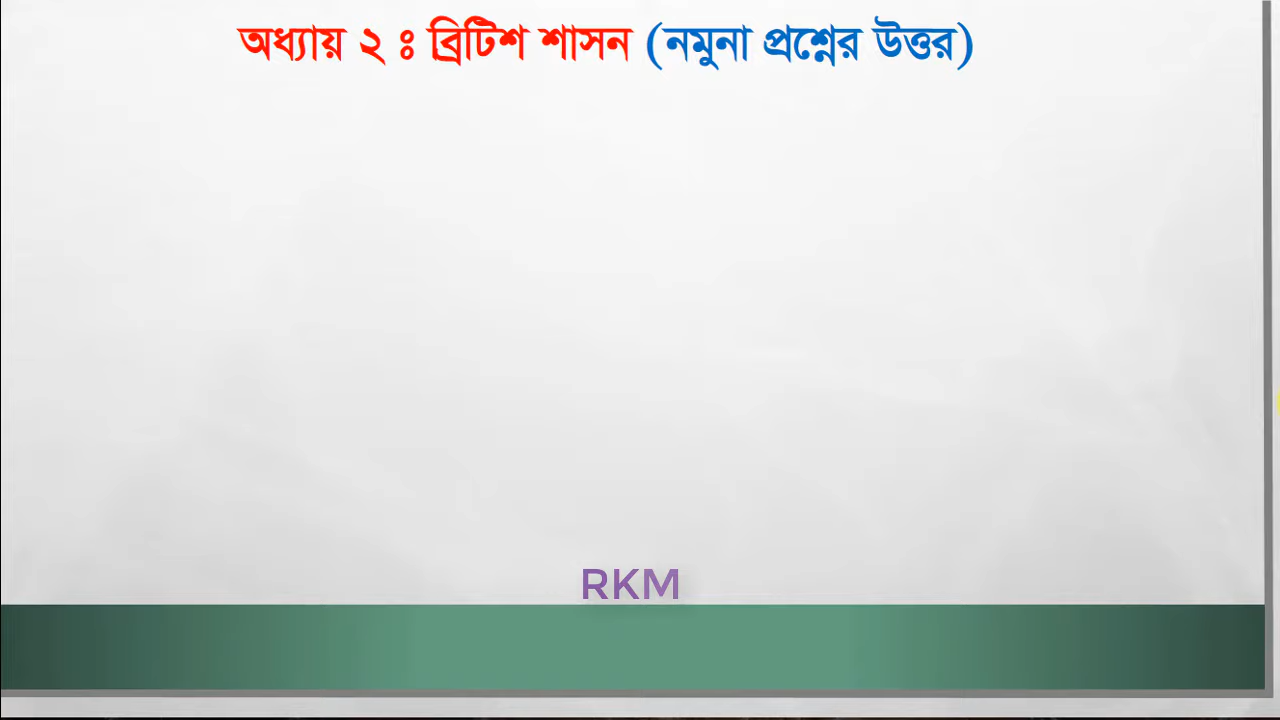 অধ্যায় ২ ঃ ব্রিটিশ শাসন (নমুনা প্রশ্নের উত্তর)
RKM